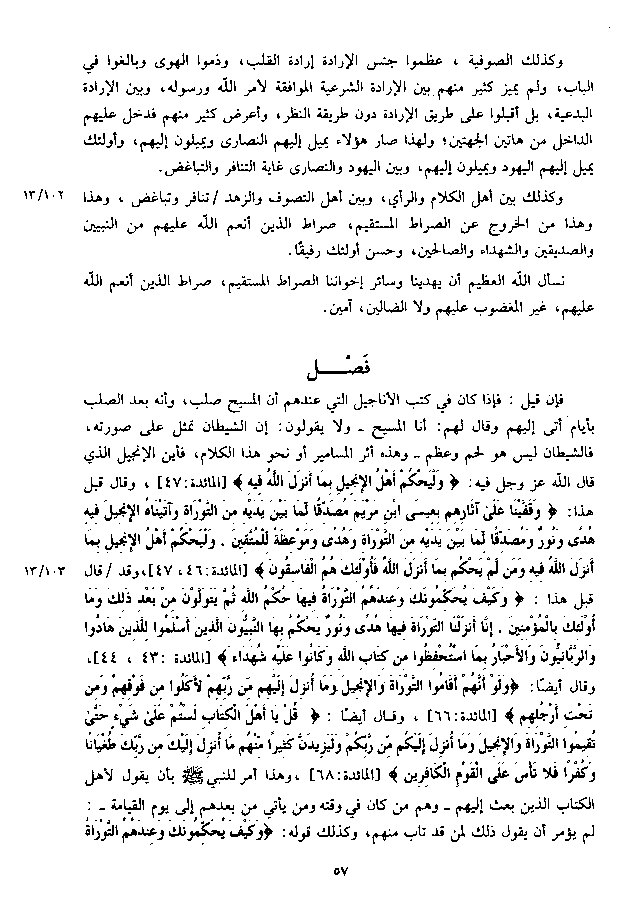 وكذلك الصوفية ، عظموا جنس الإرادة إرادة القلب، وذموا الهوى وبالغوا في
الباب، ولم يميز كثير منهم بين الإرادة الشرعية الموافقة لأمر الله ورسوله، وبين الإرادة
البدعية، بل أقبلوا على طريق الإرادة دون طريقة النظر، وأعرض كثير منهم فدخل عليهم
الداخل من هاتين الجهتين؛ ولهذا صار هؤلاء يميل إليهم النصارى ويميلون إليهم، وأولئك
يميل إليهم اليهود ويميلون إليهم، وبين اليهود والنصارى غاية التنافر والتباغض.
١٣/١٠٢ وكذلك بين أهل الكلام والرأي، وبين أهل التصوف والزهد / تنافر وتباغض ، وهذا
وهذا من الخروج عن الصراط المستقيم، صراط الذين أنعم الله عليهم من النبيين
والصديقين والشهداء والصالحين، وحسن أولئك رفيقًا.
نسأل الله العظيم أن يهدينا وسائر إخواننا الصراط المستقيم، صراط الذين أنعم الله
عليهم، غير المغضوب عليهم ولا الضالين، آمين.
فَصْــــل
فإن قيل : فإذا كان في كتب الأناجيل التي عندهم أن المسيح صلب، وأنه بعد الصلب
بأيام أتى إليهم وقال لهم: أنا المسيح ـ ولا يقولون: إن الشيطان تمثل على صورته،
فالشيطان ليس هو لحم وعظم ـ وهذه أثر المسامير أو نحو هذا الكلام، فأين الإنجيل الذي
قال الله عز وجل فيه: ﴿ وَلْيَحْكُمْ أَهْلُ الإِنجِيلِ بِمَا أَنزَلَ اللَّهُ فِيهِ ﴾ [المائدة:٤٧] ، وقال قبل
هذا: ﴿ وَقَفَّيْنَا عَلَىٰ آثَارِهِم بِعِيسَى ابْنِ مَرْيَمَ مُصَدِّقًا لِّمَا بَيْنَ يَدَيْهِ مِنَ التَّوْرَاةِ وَآتَيْنَاهُ الإِنجِيلَ فِيهِ
هُدًى وَنُورٌ وَمُصَدِّقًا لِّمَا بَيْنَ يَدَيْهِ مِنَ التَّوْرَاةِ وَهُدًى وَمَوْعِظَةً لِّلْمُتَّقِينَ . وَلْيَحْكُمْ أَهْلُ الإِنجِيلِ بِمَا
١٣/١٠٣ أَنزَلَ اللَّهُ فِيهِ وَمَن لَّمْ يَحْكُم بِمَا أَنزَلَ اللَّهُ فَأُولَٰئِكَ هُمُ الْفَاسِقُونَ ﴾ [المائدة:٤٦ ، ٤٧]، وقد / قال
قبل هذا : ﴿ وَكَيْفَ يُحَكِّمُونَكَ وَعِندَهُمُ التَّوْرَاةُ فِيهَا حُكْمُ اللَّهِ ثُمَّ يَتَوَلَّوْنَ مِنْ بَعْدِ ذَٰلِكَ وَمَا
أُولَٰئِكَ بِالْمُؤْمِنِينَ . إِنَّا أَنزَلْنَا التَّوْرَاةَ فِيهَا هُدًى وَنُورٌ يَحْكُمُ بِهَا النَّبِيُّونَ الَّذِينَ أَسْلَمُوا لِلَّذِينَ هَادُوا
وَالرَّبَّانِيُّونَ وَالأَحْبَارُ بِمَا اسْتُحْفِظُوا مِن كِتَابِ اللَّهِ وَكَانُوا عَلَيْهِ شُهَدَاءَ ﴾ [المائدة : ٤٣ ، ٤٤]،
وقال أيضًا: ﴿وَلَوْ أَنَّهُمْ أَقَامُوا التَّوْرَاةَ وَالإِنجِيلَ وَمَا أُنزِلَ إِلَيْهِم مِّن رَّبِّهِمْ لأَكَلُوا مِن فَوْقِهِمْ وَمِن
تَحْتِ أَرْجُلِهِم ﴾ [المائدة:٦٦] ، وقال أيضًا : ﴿ قُلْ يَا أَهْلَ الْكِتَابِ لَسْتُمْ عَلَىٰ شَيْءٍ حَتَّىٰ
تُقِيمُوا التَّوْرَاةَ وَالإِنجِيلَ وَمَا أُنزِلَ إِلَيْكُم مِّن رَّبِّكُمْ وَلَيَزِيدَنَّ كَثِيرًا مِّنْهُم مَّا أُنزِلَ إِلَيْكَ مِن رَّبِّكَ طُغْيَانًا
وَكُفْرًا فَلا تَأْسَ عَلَى الْقَوْمِ الْكَافِرِينَ ﴾ [المائدة:٦٨] ، وهذا أمر للنبي ﷺ بأن يقول لأهل
الكتاب الذين بعث إليهم ـ وهم من كان في وقته ومن يأتي من بعدهم إلى يوم القيامة ـ :
لم يؤمر أن يقول ذلك لمن قد تاب منهم، وكذلك قوله: ﴿وَكَيْفَ يُحَكِّمُونَكَ وَعِندَهُمُ التَّوْرَاةُ
٥٧